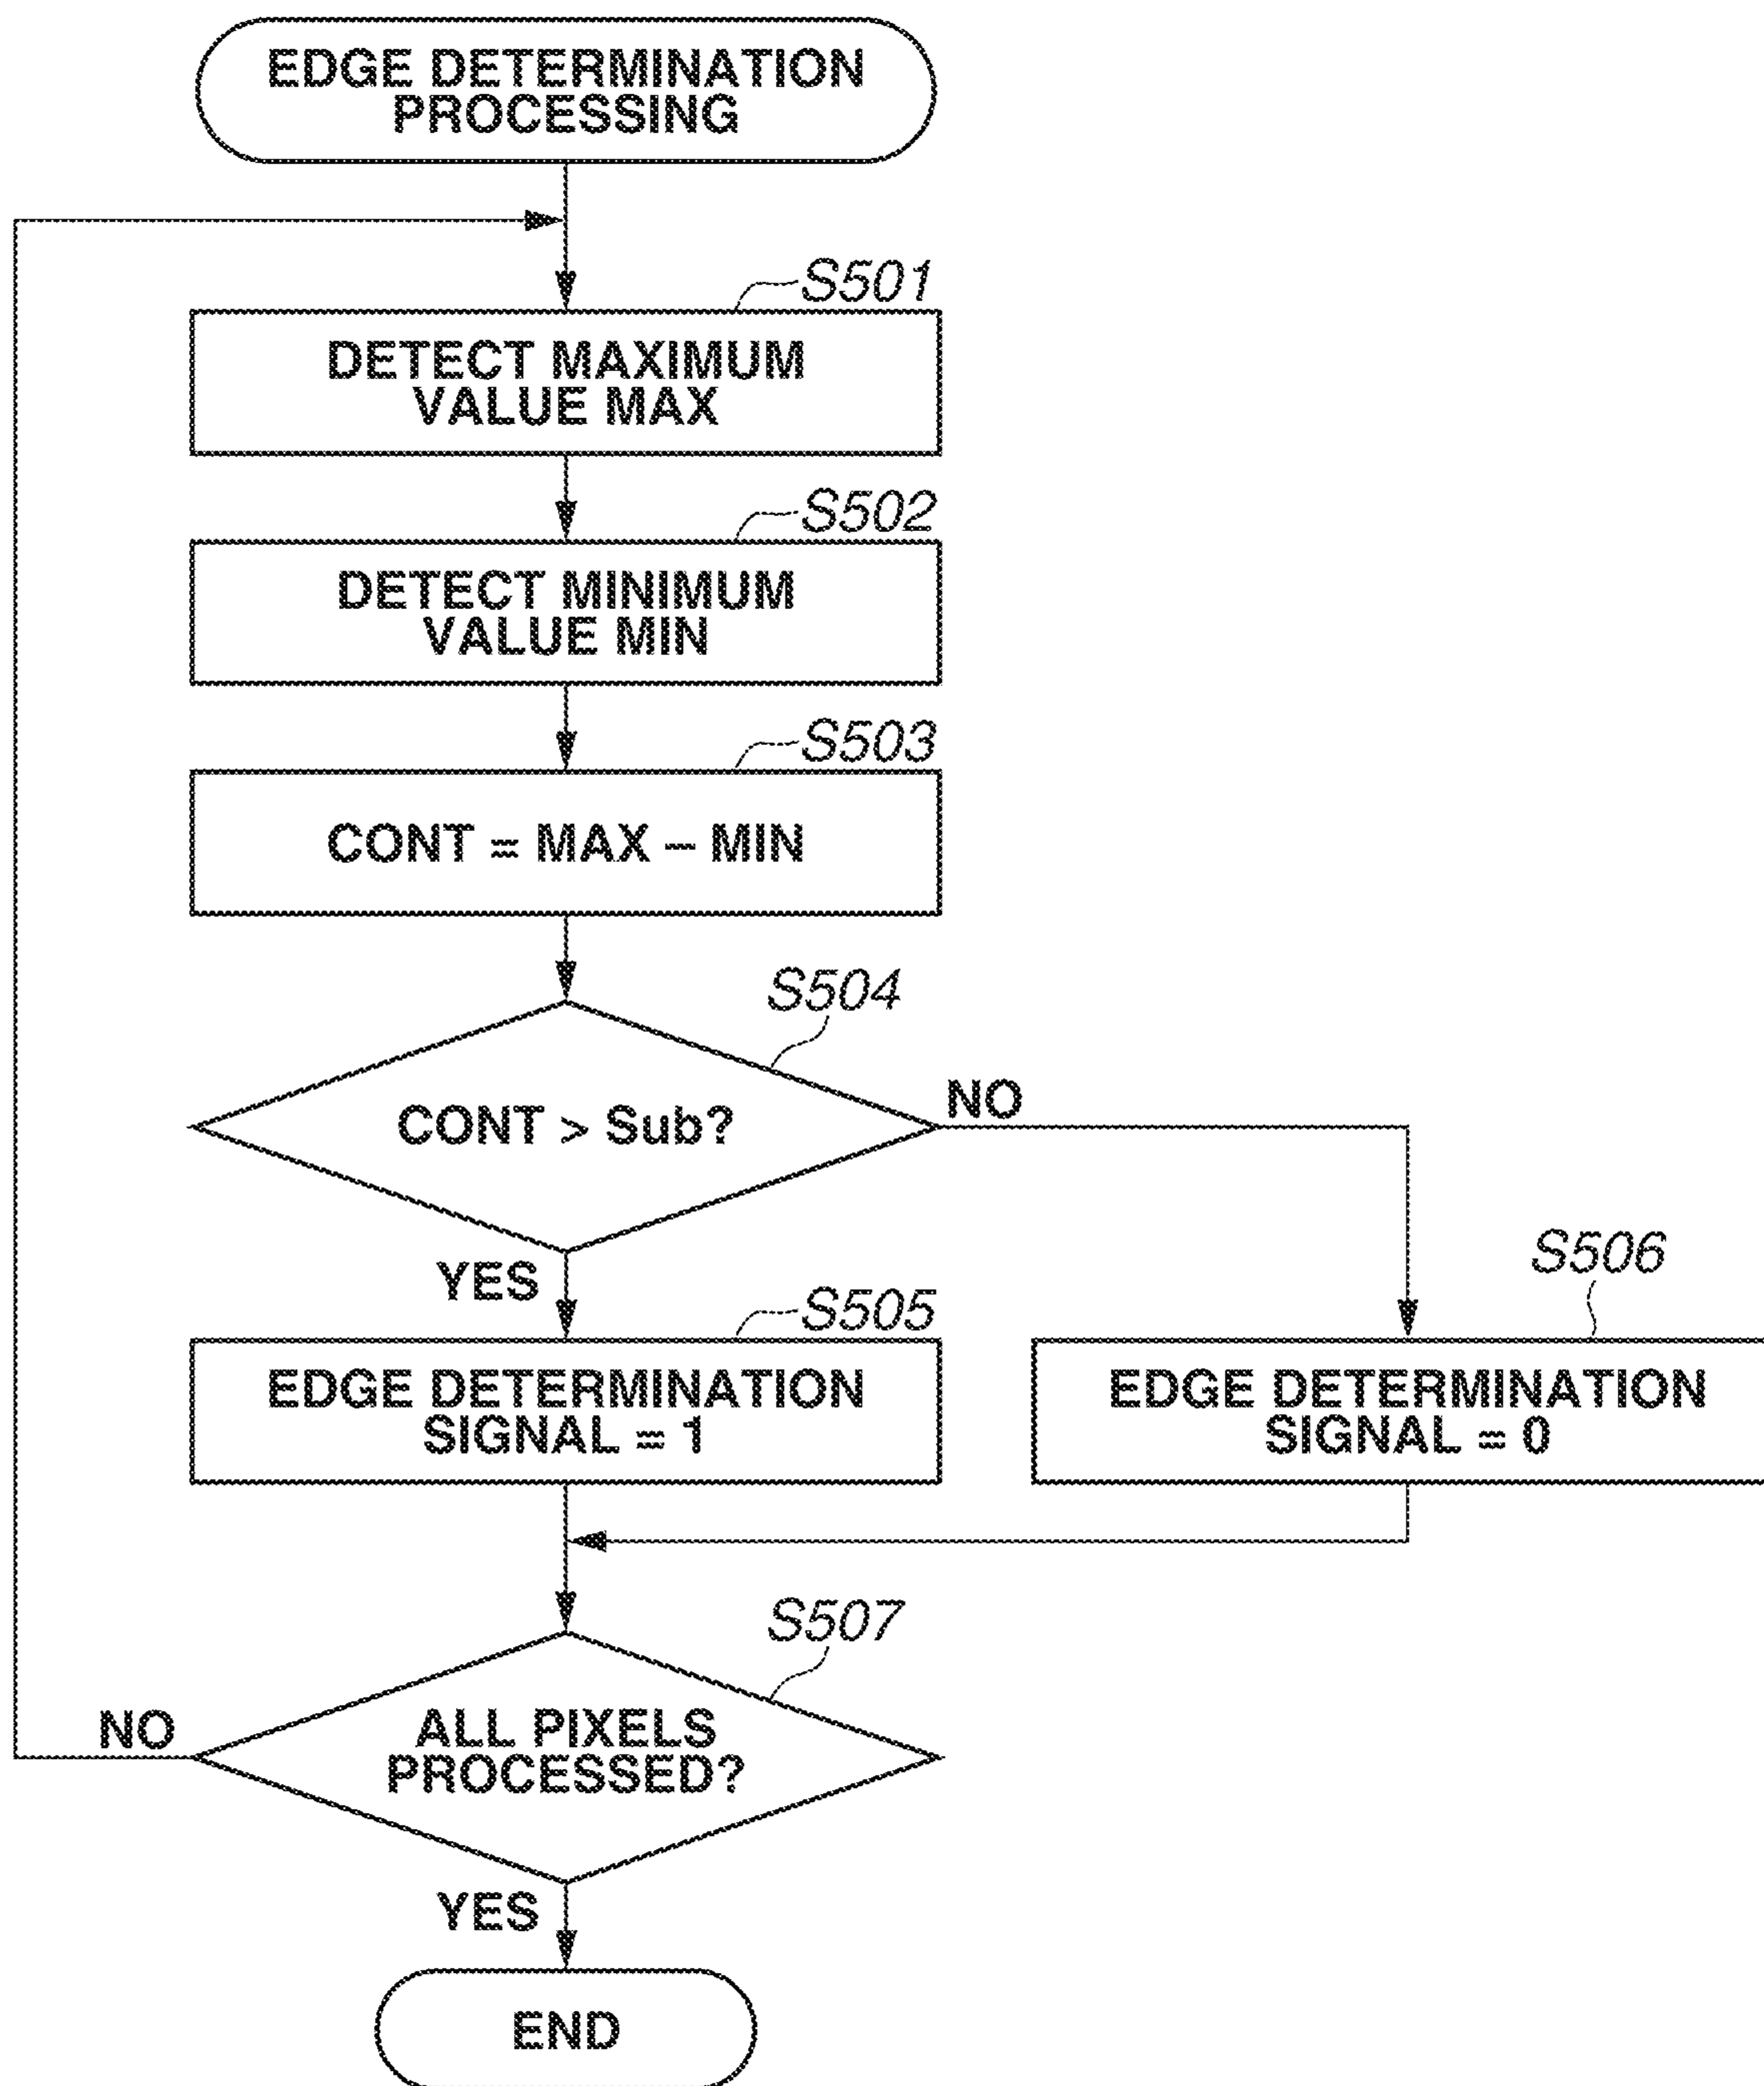 EDGE DETERMINATION
PROCESSING
S501
DETECT MAXIMUM
VALUE MAX
S502
DETECT MINIMUM
VALUE MIN
S503
CONT = MAX – MIN
S504
CONT > Sub?
NO
YES
S505
EDGE DETERMINATION
SIGNAL = 1
S506
EDGE DETERMINATION
SIGNAL = 0
S507
ALL PIXELS
PROCESSED?
NO
YES
END